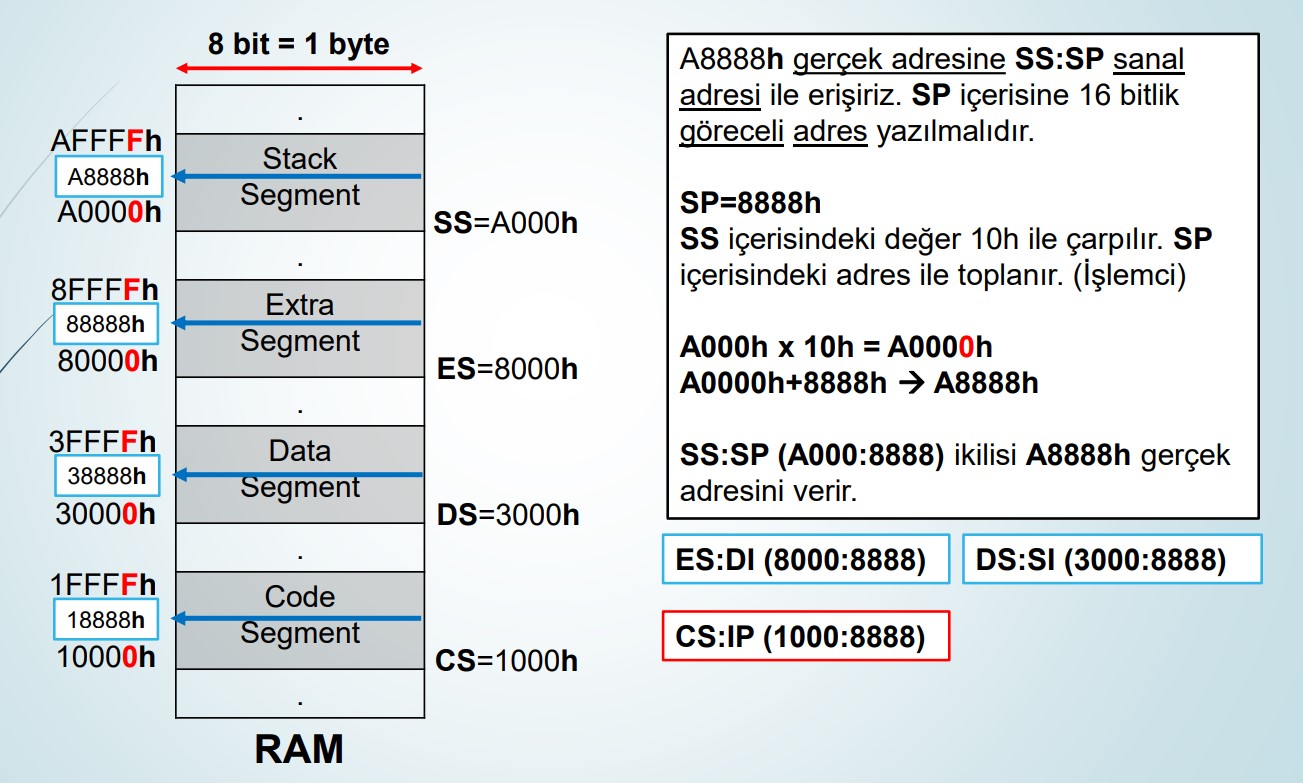 8 bit = 1 byte
.
AFFFFh
A8888h
A0000h
Stack
Segment
SS=A000h
.
8FFFFh
88888h
80000h
Extra
Segment
ES=8000h
.
3FFFFh
38888h
30000h
Data
Segment
DS=3000h
.
1FFFFh
18888h
10000h
Code
Segment
CS=1000h
.
RAM
A8888h gerçek adresine SS:SP sanal
adresi ile erişiriz. SP içerisine 16 bitlik
göreceli adres yazılmalıdır.
SP=8888h
SS içerisindeki değer 10h ile çarpılır. SP
içerisindeki adres ile toplanır. (İşlemci)
A000h x 10h = A0000h
A0000h+8888h → A8888h
SS:SP (A000:8888) ikilisi A8888h gerçek
adresini verir.
ES:DI (8000:8888)
DS:SI (3000:8888)
CS:IP (1000:8888)